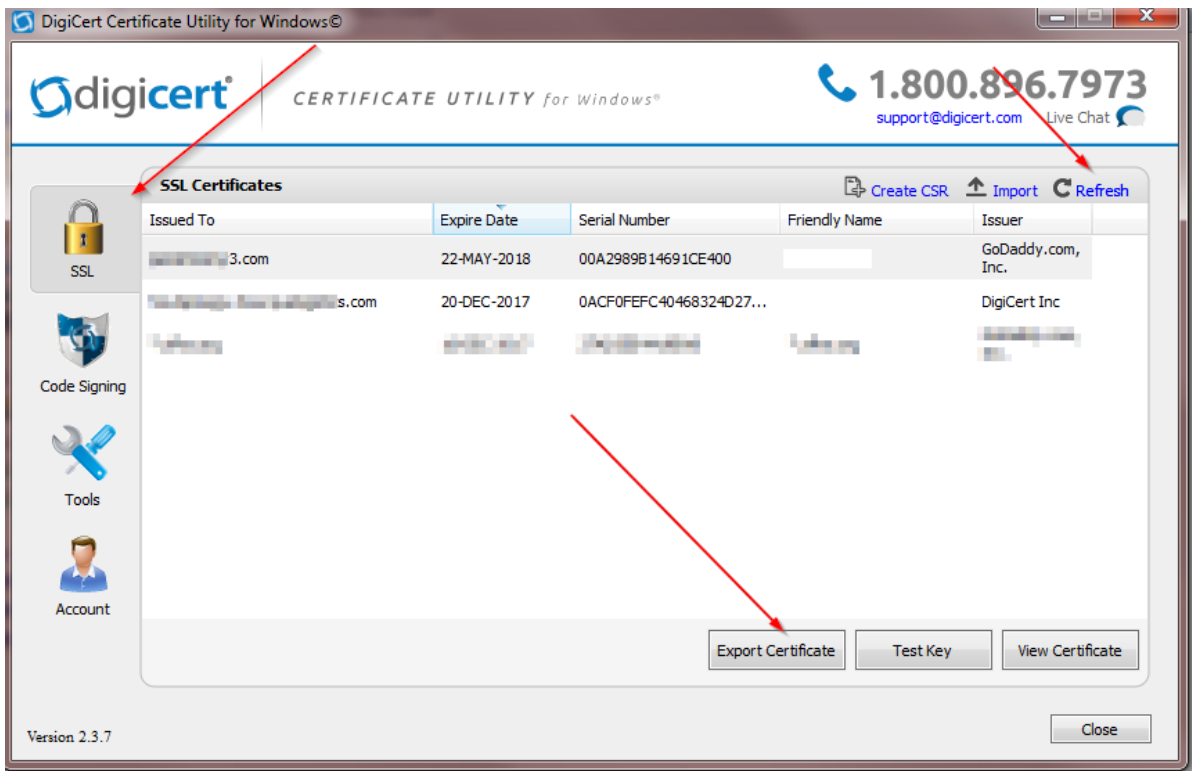 DigiCert Certificate Utility for Windows©
digicert® CERTIFICATE UTILITY for Windows®
1.800.896.7973
support@digicert.com Live Chat
SSL Certificates Create CSR Import Refresh
Issued To Expire Date Serial Number Friendly Name Issuer
3.com 22-MAY-2018 00A2989B14691CE400 GoDaddy.com,
Inc.
s.com 20-DEC-2017 0ACF0FEFC40468324D27... DigiCert Inc
SSL
Code Signing
Tools
Account
Export Certificate Test Key View Certificate
Version 2.3.7
Close